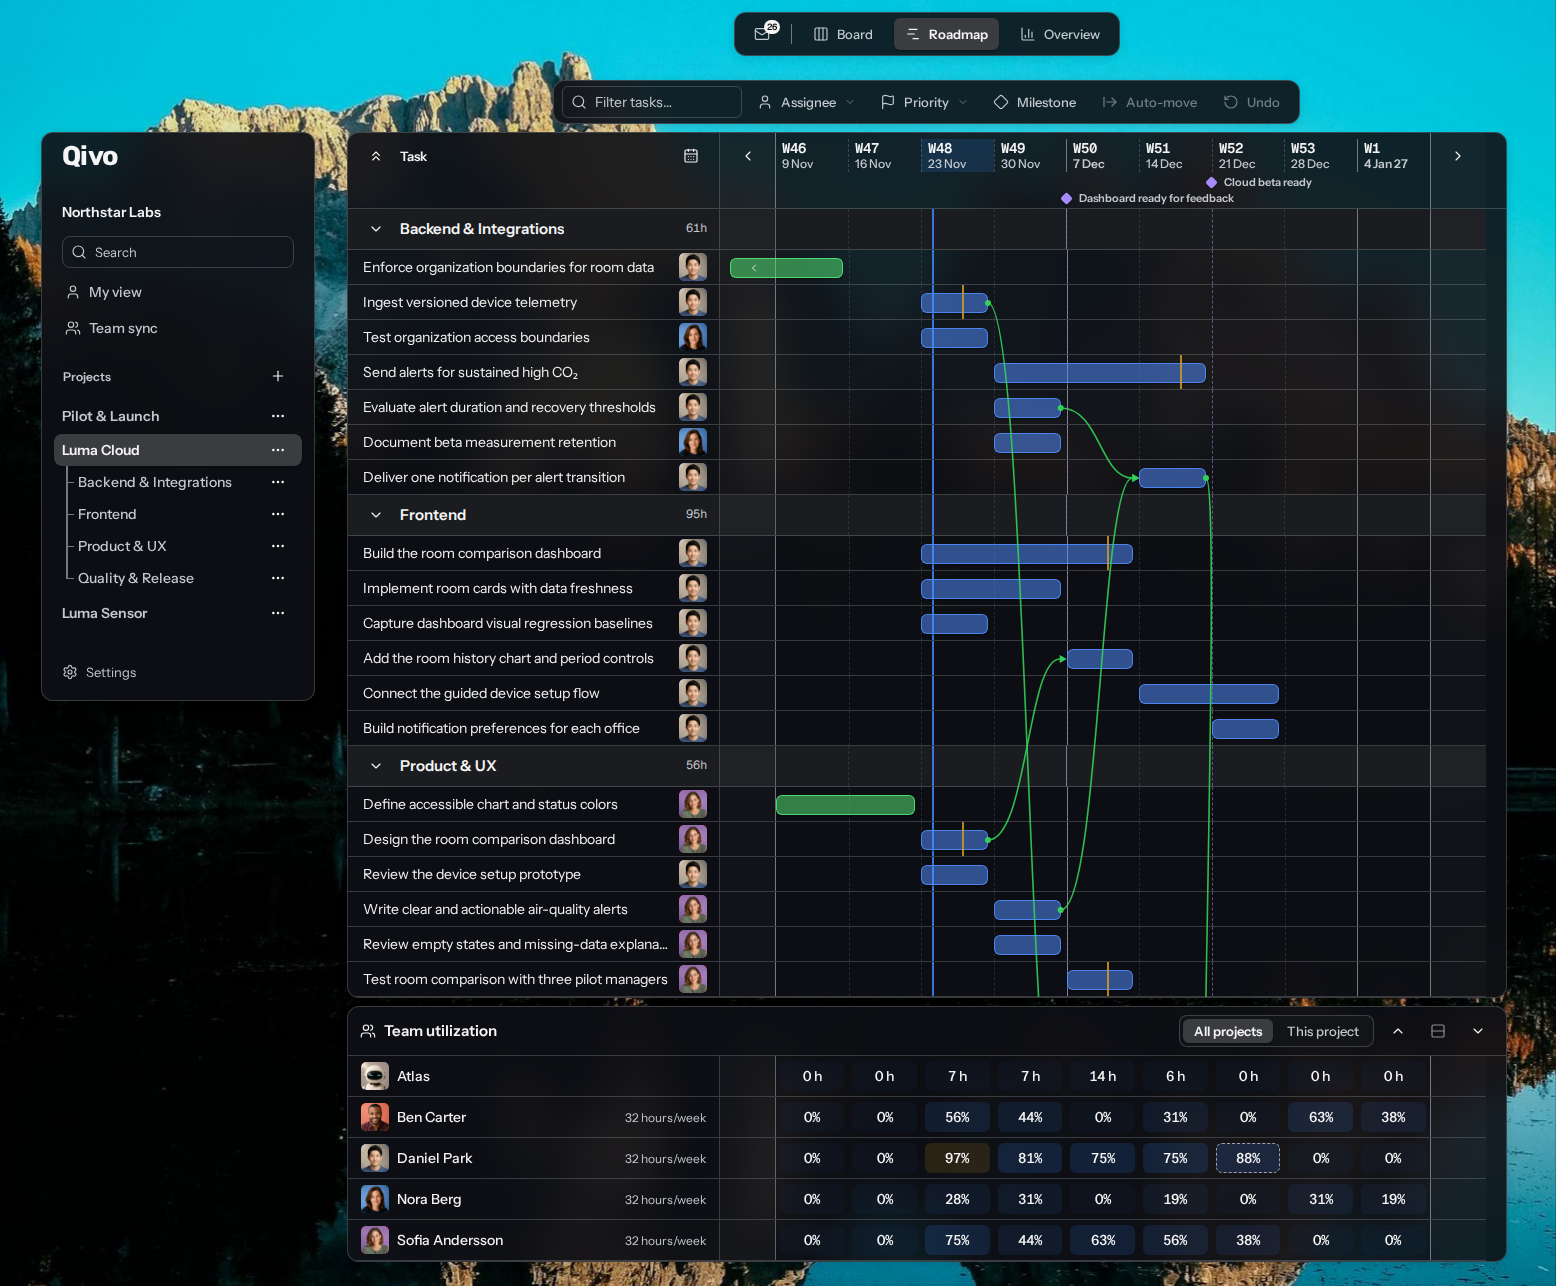 26
Board
Roadmap
Overview
Filter tasks...
Assignee
Priority
Milestone
Auto-move
Undo
Qivo
Northstar Labs
Search
My view
Team sync
Projects
Pilot & Launch
Luma Cloud
Backend & Integrations
Frontend
Product & UX
Quality & Release
Luma Sensor
Settings
Task
W46
9 Nov
W47
16 Nov
W48
23 Nov
W49
30 Nov
W50
7 Dec
W51
14 Dec
W52
21 Dec
W53
28 Dec
W1
4 Jan 27
Cloud beta ready
Dashboard ready for feedback
Backend & Integrations 61h
Enforce organization boundaries for room data
Ingest versioned device telemetry
Test organization access boundaries
Send alerts for sustained high CO₂
Evaluate alert duration and recovery thresholds
Document beta measurement retention
Deliver one notification per alert transition
Frontend 95h
Build the room comparison dashboard
Implement room cards with data freshness
Capture dashboard visual regression baselines
Add the room history chart and period controls
Connect the guided device setup flow
Build notification preferences for each office
Product & UX 56h
Define accessible chart and status colors
Design the room comparison dashboard
Review the device setup prototype
Write clear and actionable air-quality alerts
Review empty states and missing-data explana...
Test room comparison with three pilot managers
Team utilization
All projects
This project
Atlas 0 h 0 h 7 h 7 h 14 h 6 h 0 h 0 h 0 h
Ben Carter 32 hours/week 0% 0% 56% 44% 0% 31% 0% 63% 38%
Daniel Park 32 hours/week 0% 0% 97% 81% 75% 75% 88% 0% 0%
Nora Berg 32 hours/week 0% 0% 28% 31% 0% 19% 0% 31% 19%
Sofia Andersson 32 hours/week 0% 0% 75% 44% 63% 56% 38% 0% 0%